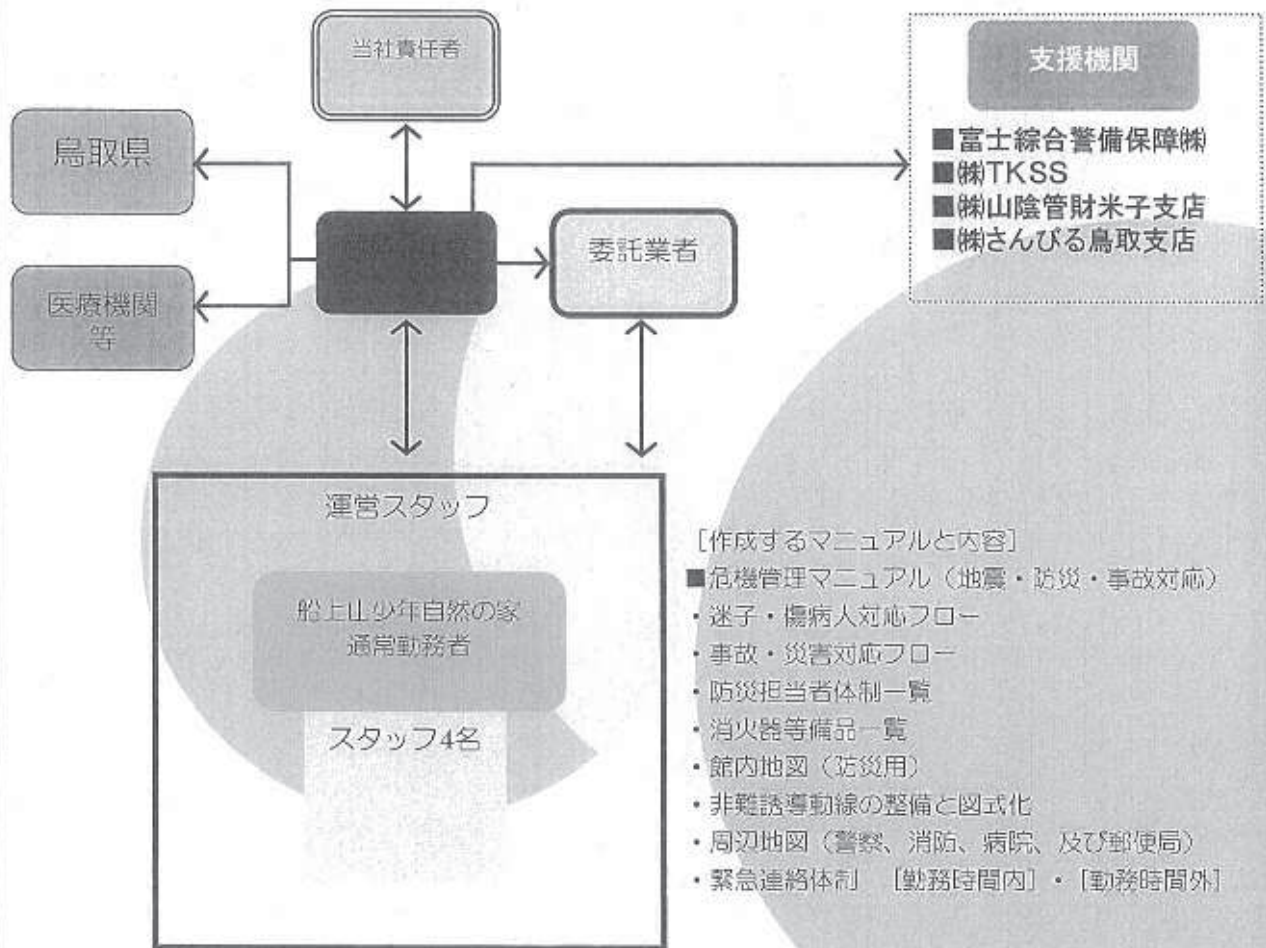 当社責任者
支援機関
鳥取県
■富士綜合警備保障㈱
■㈱TKSS
■㈱山陰管財米子支店
■㈱さんびる鳥取支店
委託業者
医療機関
等
運営スタッフ
船上山少年自然の家
通常勤務者
スタッフ4名
［作成するマニュアルと内容］
■危機管理マニュアル（地震・防災・事故対応）
・迷子・傷病人対応フロー
・事故・災害対応フロー
・防災担当者体制一覧
・消火器等備品一覧
・館内地図（防災用）
・非難誘導動線の整備と図式化
・周辺地図（警察、消防、病院、及び郵便局）
・緊急連絡体制　［勤務時間内］・［勤務時間外］